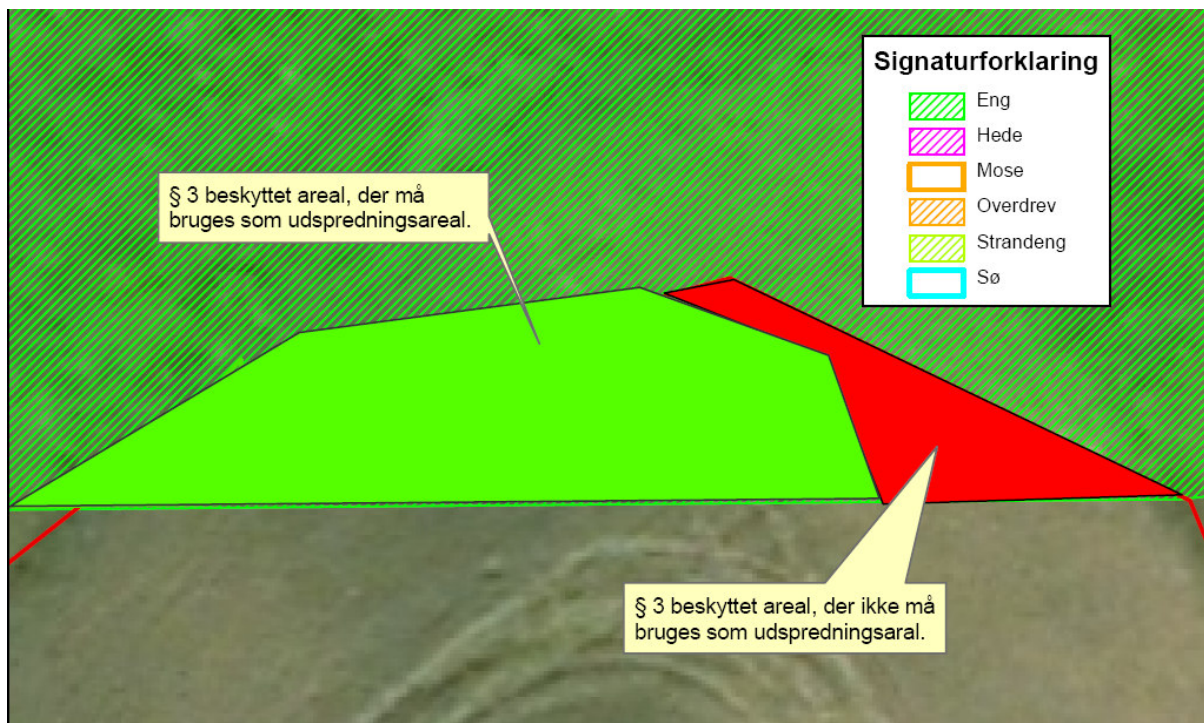 Signaturforklaring
Eng
Hede
Mose
Overdrev
Strandeng
Sø
§ 3 beskyttet areal, der må
bruges som udspredningsareal.
§ 3 beskyttet areal, der ikke må
bruges som udspredningsaral.